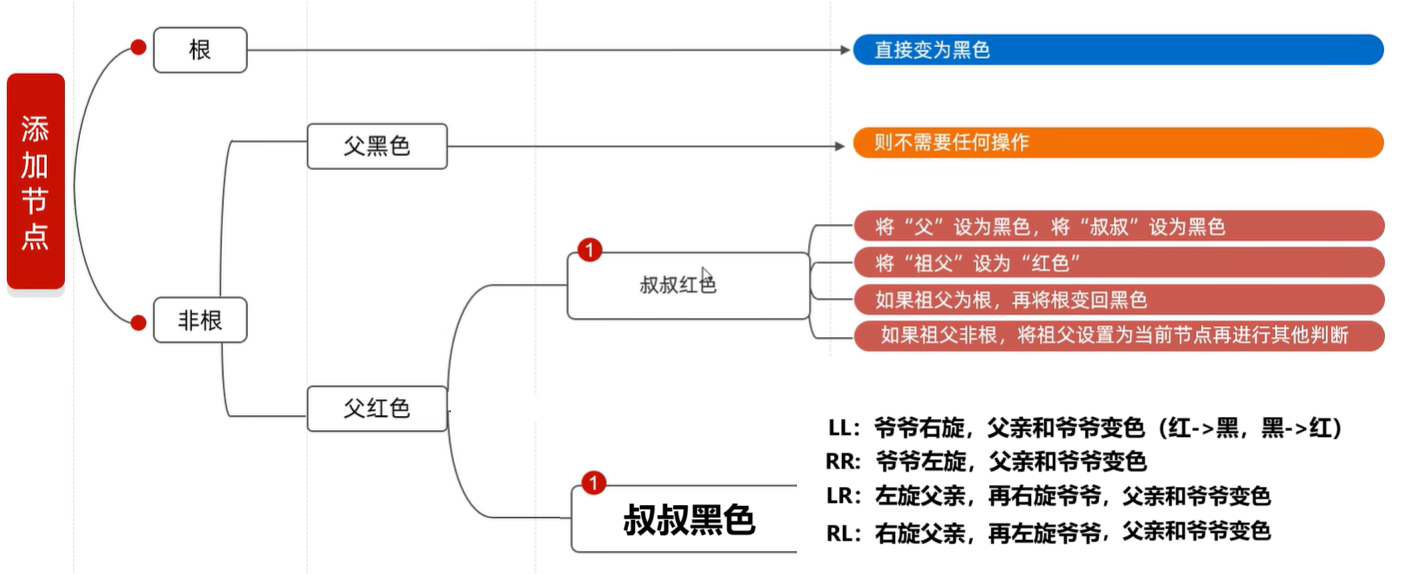 添加节点
根
直接变为黑色
父黑色
则不需要任何操作
非根
父红色
1
叔叔红色
将“父”设为黑色，将“叔叔”设为黑色
将“祖父”设为“红色”
如果祖父为根，再将根变回黑色
如果祖父非根，将祖父设置为当前节点再进行其他判断
1
叔叔黑色
LL：爷爷右旋，父亲和爷爷变色（红->黑，黑->红）
RR：爷爷左旋，父亲和爷爷变色
LR：左旋父亲，再右旋爷爷，父亲和爷爷变色
RL：右旋父亲，再左旋爷爷，父亲和爷爷变色